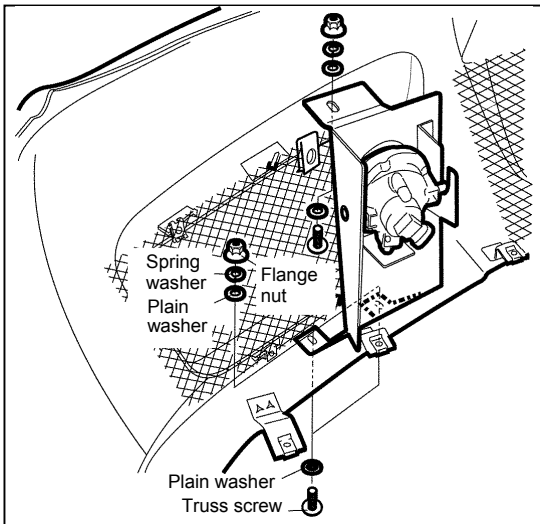 Spring
washer
Flange
nut
Plain
washer
Plain washer
Truss screw